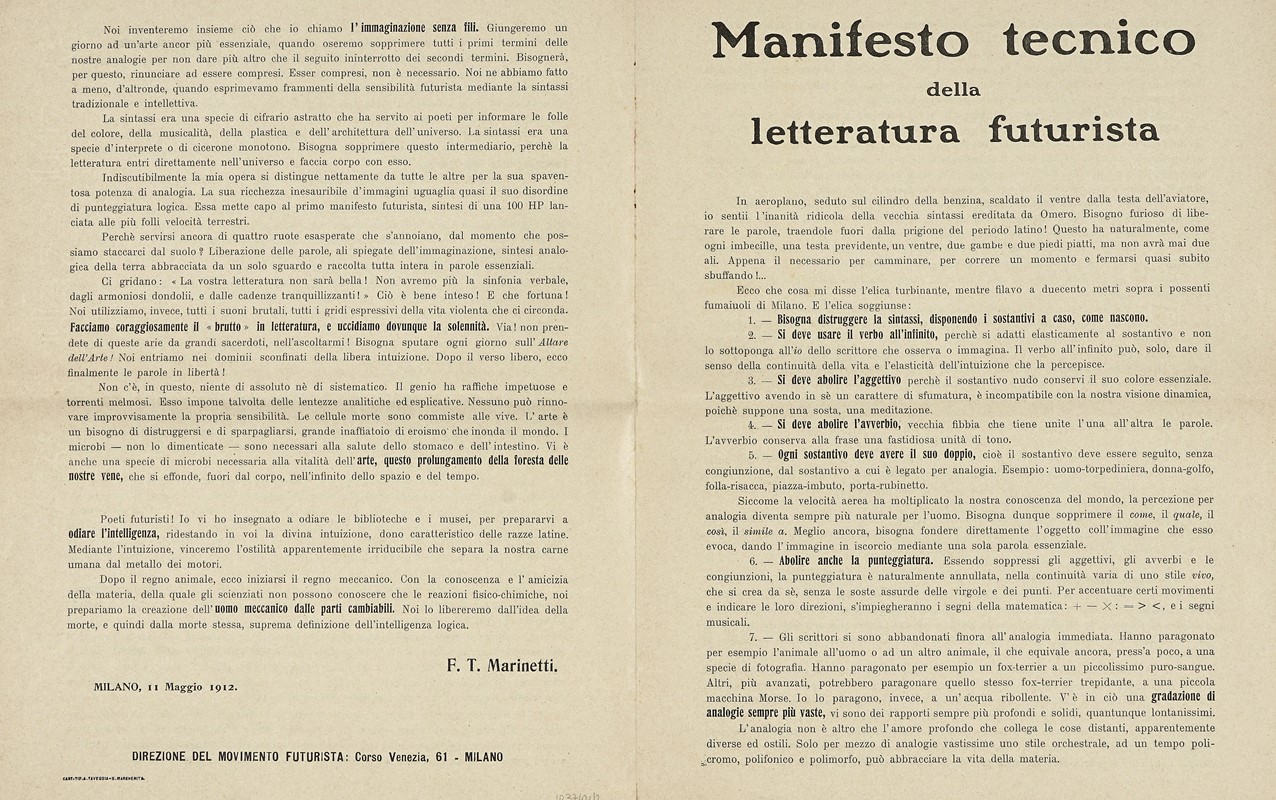 Noi inventeremo insieme ciò che io chiamo l'immaginazione senza fili. Giungeremo un
giorno ad un'arte ancor più essenziale, quando oseremo sopprimere tutti i primi termini delle
nostre analogie per non dare più altro che il seguito ininterrotto dei secondi termini. Bisognerà,
per questo, rinunciare ad essere compresi. Esser compresi, non è necessario. Noi ne abbiamo fatto
a meno, d'altronde, quando esprimevamo frammenti della sensibilità futurista mediante la sintassi
tradizionale e intellettiva.
La sintassi era una specie di cifrario astratto che ha servito ai poeti per informare le folle
del colore, della musicalità, della plastica e dell'architettura dell'universo. La sintassi era una
specie d'interprete o di cicerone monotono. Bisogna sopprimere questo intermediario, perchè la
letteratura entri direttamente nell'universo e faccia corpo con esso.
Indiscutibilmente la mia opera si distingue nettamente da tutte le altre per la sua spaven-
tosa potenza di analogia. La sua ricchezza inesauribile d'immagini uguaglia quasi il suo disordine
di punteggiatura logica. Essa mette capo al primo manifesto futurista, sintesi di una 100 HP lan-
ciata alle più folli velocità terrestri.
Perchè servirsi ancora di quattro ruote esasperate che s'annoiano, dal momento che pos-
siamo staccarci dal suolo? Liberazione delle parole, ali spiegate dell'immaginazione, sintesi analo-
gica della terra abbracciata da un solo sguardo e raccolta tutta intera in parole essenziali.
Ci gridano: « La vostra letteratura non sarà bella! Non avremo più la sinfonia verbale,
dagli armoniosi dondolii, e dalle cadenze tranquillizzanti! » Ciò è bene inteso! E che fortuna!
Noi utilizziamo, invece, tutti i suoni brutali, tutti i gridi espressivi della vita violenta che ci circonda.
Facciamo coraggiosamente il « brutto » in letteratura, e uccidiamo dovunque la solennità. Via! non pren-
dete di queste arie da grandi sacerdoti, nell'ascoltarmi! Bisogna sputare ogni giorno sull'Altare
dell'Arte! Noi entriamo nei dominii sconfinati della libera intuizione. Dopo il verso libero, ecco
finalmente le parole in libertà!
Non c'è, in questo, niente di assoluto nè di sistematico. Il genio ha raffiche impetuose e
torrenti melmosi. Esso impone talvolta delle lentezze analitiche ed esplicative. Nessuno può rinno-
vare improvvisamente la propria sensibilità. Le cellule morte sono commiste alle vive. L'arte è
un bisogno di distruggersi e di sparpagliarsi, grande inaffiatoio di eroismo che inonda il mondo. I
microbi — non lo dimenticate — sono necessari alla salute dello stomaco e dell'intestino. Vi è
anche una specie di microbi necessaria alla vitalità dell'arte, questo prolungamento della foresta delle
nostre vene, che si effonde, fuori dal corpo, nell'infinito dello spazio e del tempo.
Poeti futuristi! Io vi ho insegnato a odiare le biblioteche e i musei, per prepararvi a
odiare l'intelligenza, ridestando in voi la divina intuizione, dono caratteristico delle razze latine.
Mediante l'intuizione, vinceremo l'ostilità apparentemente irriducibile che separa la nostra carne
umana dal metallo dei motori.
Dopo il regno animale, ecco iniziarsi il regno meccanico. Con la conoscenza e l'amicizia
della materia, della quale gli scienziati non possono conoscere che le reazioni fisico-chimiche, noi
prepariamo la creazione dell'uomo meccanico dalle parti cambiabili. Noi lo libereremo dall'idea della
morte, e quindi dalla morte stessa, suprema definizione dell'intelligenza logica.
F. T. Marinetti.
MILANO, 11 Maggio 1912.
DIREZIONE DEL MOVIMENTO FUTURISTA: Corso Venezia, 61 - MILANO
Manifesto tecnico
della
letteratura futurista
In aeroplano, seduto sul cilindro della benzina, scaldato il ventre dalla testa dell'aviatore,
io sentii l'inanità ridicola della vecchia sintassi ereditata da Omero. Bisogno furioso di libe-
rare le parole, traendole fuori dalla prigione del periodo latino! Questo ha naturalmente, come
ogni imbecille, una testa previdente, un ventre, due gambe e due piedi piatti, ma non avrà mai due
ali. Appena il necessario per camminare, per correre un momento e fermarsi quasi subito
sbuffando!...
Ecco che cosa mi disse l'elica turbinante, mentre filavo a duecento metri sopra i possenti
fumaiuoli di Milano. E l'elica soggiunse:
1. — Bisogna distruggere la sintassi, disponendo i sostantivi a caso, come nascono.
2. — Si deve usare il verbo all'infinito, perchè si adatti elasticamente al sostantivo e non
lo sottoponga all'io dello scrittore che osserva o immagina. Il verbo all'infinito può, solo, dare il
senso della continuità della vita e l'elasticità dell'intuizione che la percepisce.
3. — Si deve abolire l'aggettivo perchè il sostantivo nudo conservi il suo colore essenziale.
L'aggettivo avendo in sè un carattere di sfumatura, è incompatibile con la nostra visione dinamica,
poichè suppone una sosta, una meditazione.
4. — Si deve abolire l'avverbio, vecchia fibbia che tiene unite l'una all'altra le parole.
L'avverbio conserva alla frase una fastidiosa unità di tono.
5. — Ogni sostantivo deve avere il suo doppio, cioè il sostantivo deve essere seguito, senza
congiunzione, dal sostantivo a cui è legato per analogia. Esempio: uomo-torpediniera, donna-golfo,
folla-risacca, piazza-imbuto, porta-rubinetto.
Siccome la velocità aerea ha moltiplicato la nostra conoscenza del mondo, la percezione per
analogia diventa sempre più naturale per l'uomo. Bisogna dunque sopprimere il come, il quale, il
così, il simile a. Meglio ancora, bisogna fondere direttamente l'oggetto coll'immagine che esso
evoca, dando l'immagine in iscorcio mediante una sola parola essenziale.
6. — Abolire anche la punteggiatura. Essendo soppressi gli aggettivi, gli avverbi e le
congiunzioni, la punteggiatura è naturalmente annullata, nella continuità varia di uno stile vivo,
che si crea da sè, senza le soste assurde delle virgole e dei punti. Per accentuare certi movimenti
e indicare le loro direzioni, s'impiegheranno i segni della matematica: + — × : = > <, e i segni
musicali.
7. — Gli scrittori si sono abbandonati finora all'analogia immediata. Hanno paragonato
per esempio l'animale all'uomo o ad un altro animale, il che equivale ancora, press'a poco, a una
specie di fotografia. Hanno paragonato per esempio un fox-terrier a un piccolissimo puro-sangue.
Altri, più avanzati, potrebbero paragonare quello stesso fox-terrier trepidante, a una piccola
macchina Morse. Io lo paragono, invece, a un'acqua ribollente. V'è in ciò una gradazione di
analogie sempre più vaste, vi sono dei rapporti sempre più profondi e solidi, quantunque lontanissimi.
L'analogia non è altro che l'amore profondo che collega le cose distanti, apparentemente
diverse ed ostili. Solo per mezzo di analogie vastissime uno stile orchestrale, ad un tempo poli-
cromo, polifonico e polimorfo, può abbracciare la vita della materia.